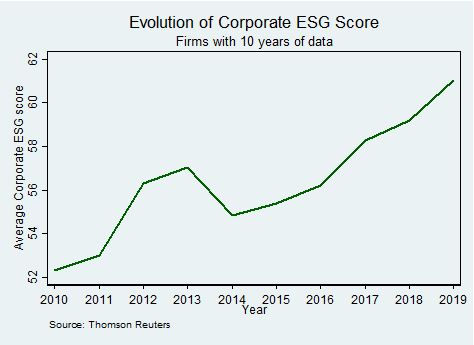 Evolution of Corporate ESG Score
Firms with 10 years of data
Average Corporate ESG score
62
60
58
56
54
52
2010 2011 2012 2013 2014 2015 2016 2017 2018 2019
Year
Source: Thomson Reuters